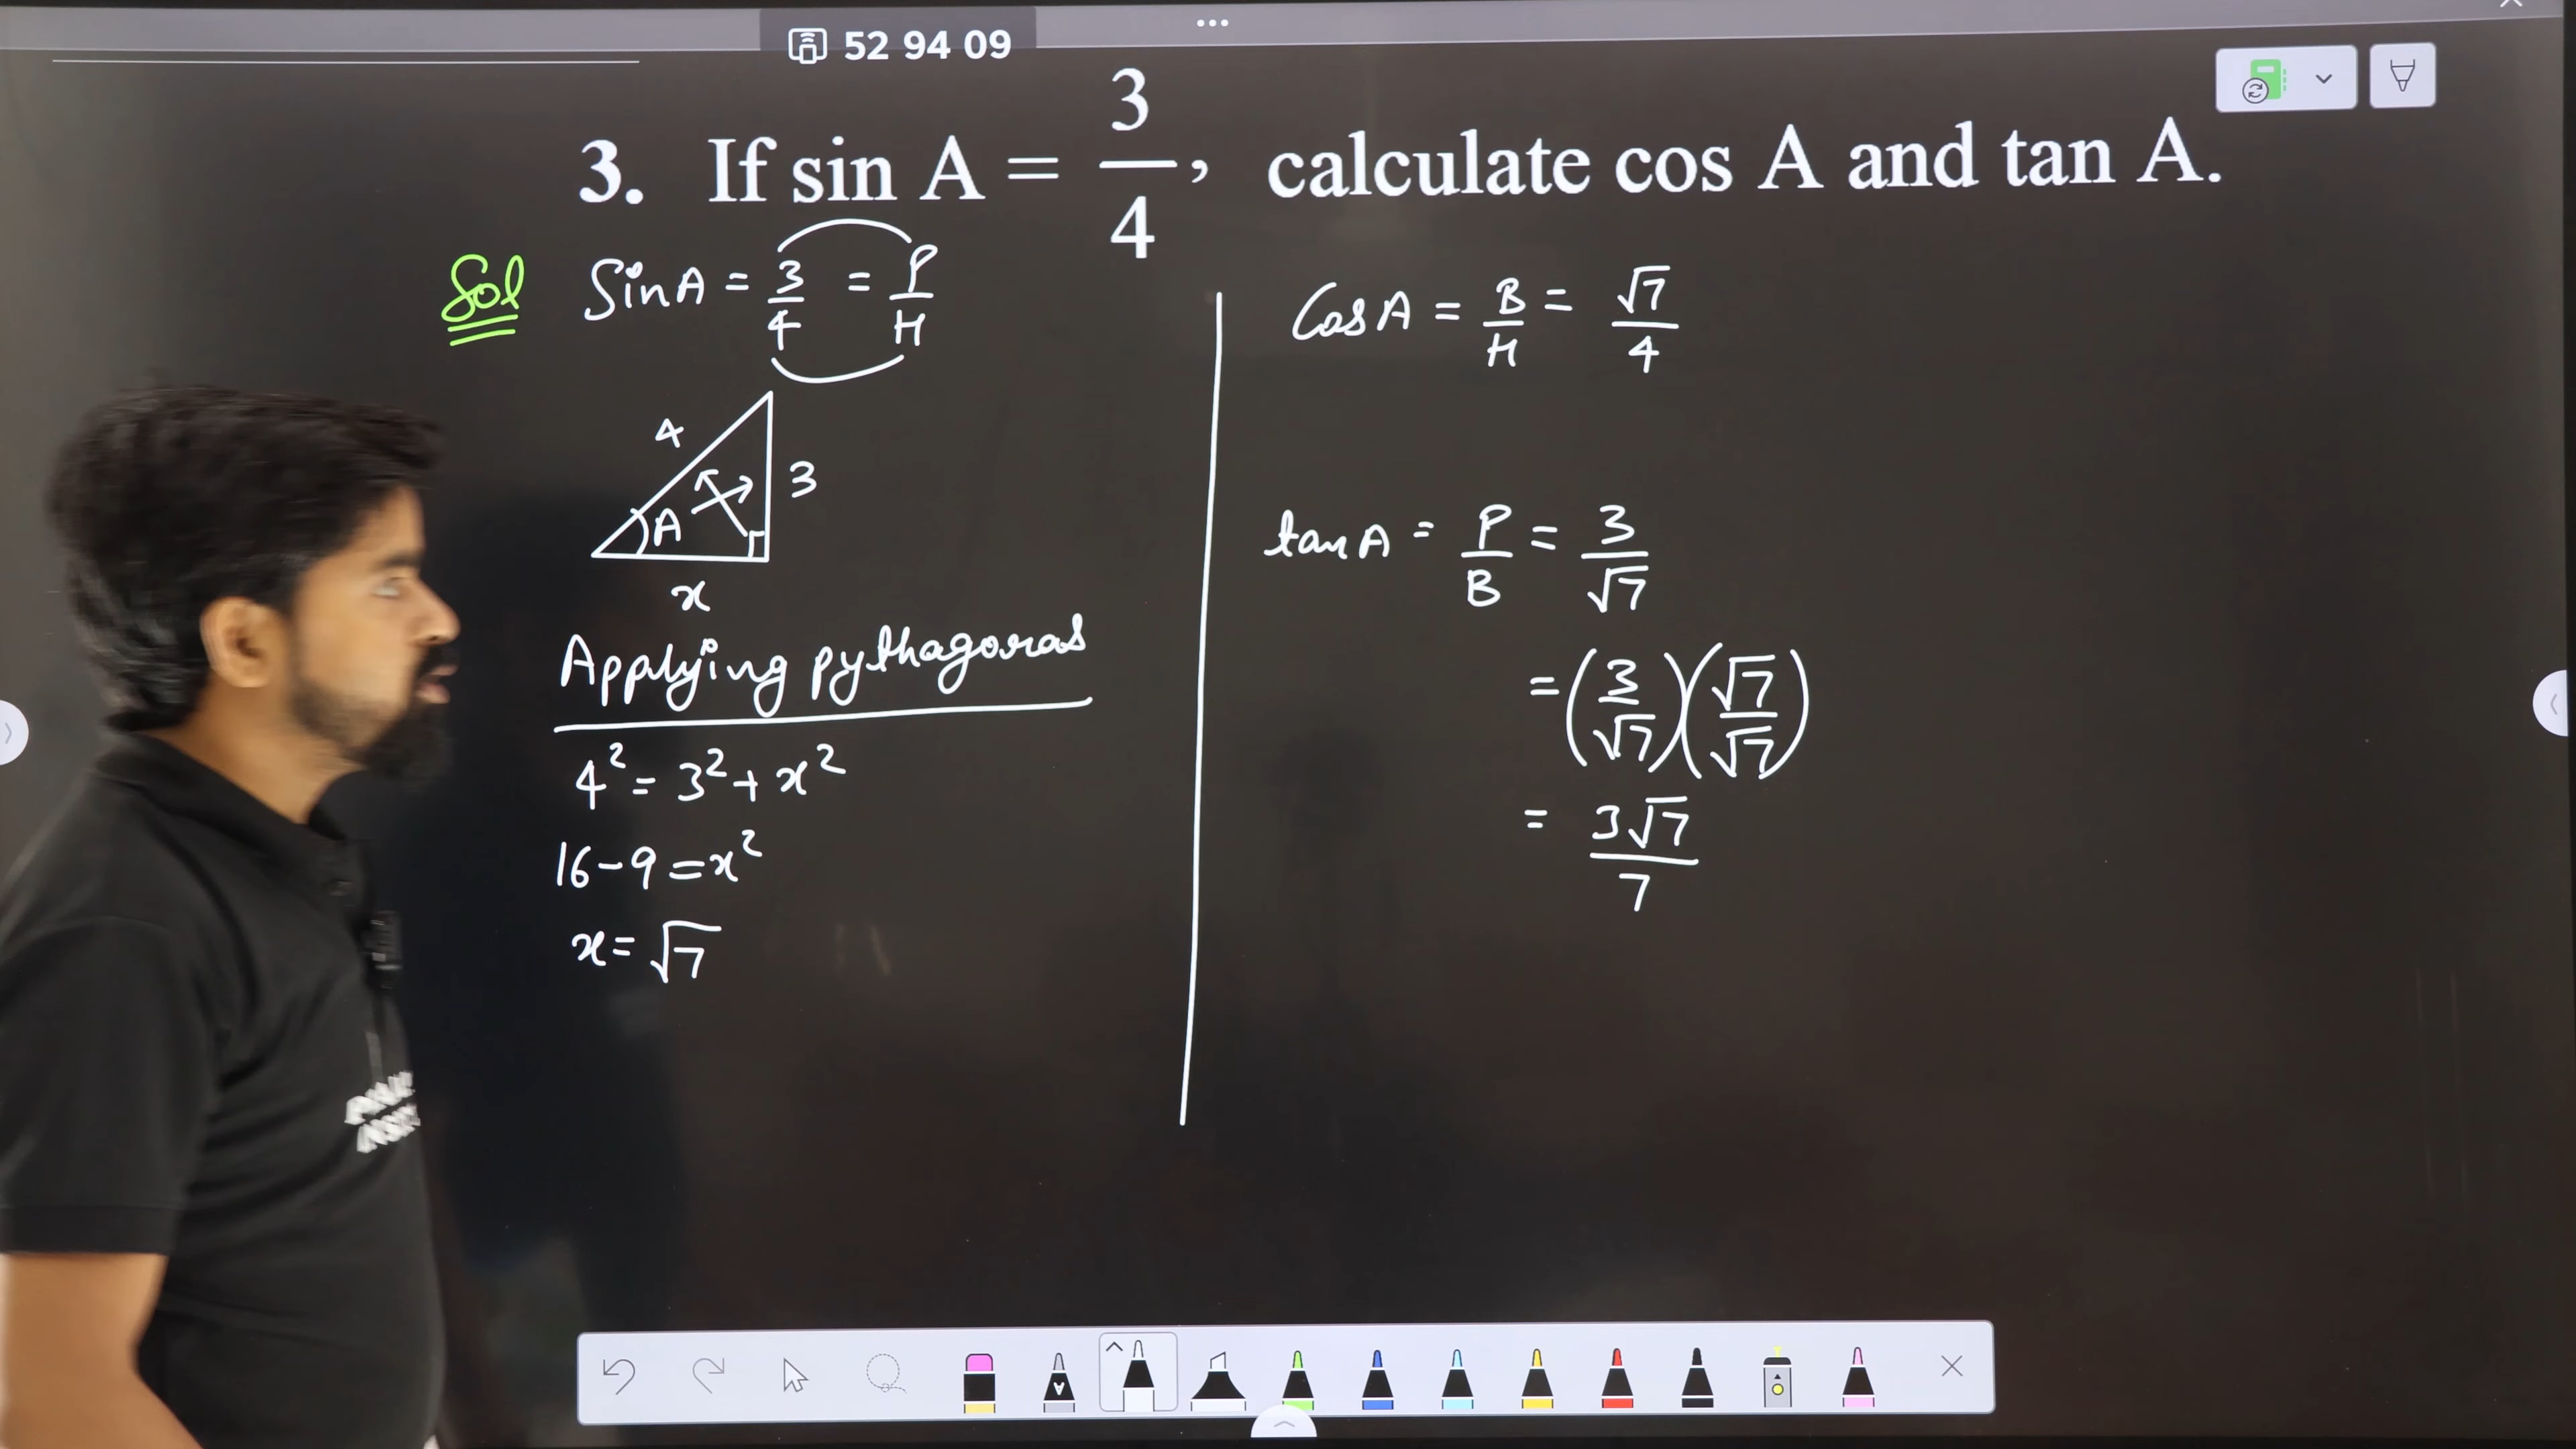 52 94 09
3. If sin A = 3/4, calculate cos A and tan A.
Sol
Sin A = 3/4 = P/H
4
3
A
x
Applying pythagoras
4² = 3² + x²
16 - 9 = x²
x = √7
Cos A = B/H = √7/4
tan A = P/B = 3/√7
= (3/√7)(√7/√7)
= 3√7/7